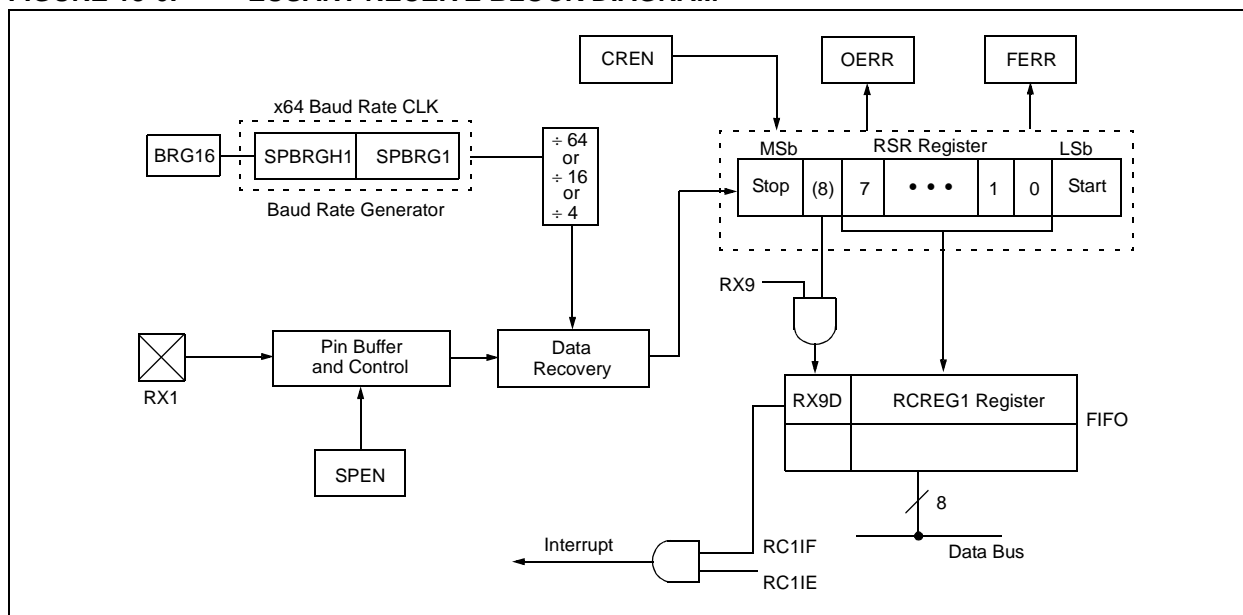 CREN
OERR
FERR
x64 Baud Rate CLK
BRG16
SPBRGH1
SPBRG1
Baud Rate Generator
÷ 64
or
÷ 16
or
÷ 4
MSb
RSR Register
LSb
Stop
(8)
7
• • •
1
0
Start
RX9
RX1
Pin Buffer
and Control
Data
Recovery
SPEN
RX9D
RCREG1 Register
FIFO
8
Data Bus
Interrupt
RC1IF
RC1IE